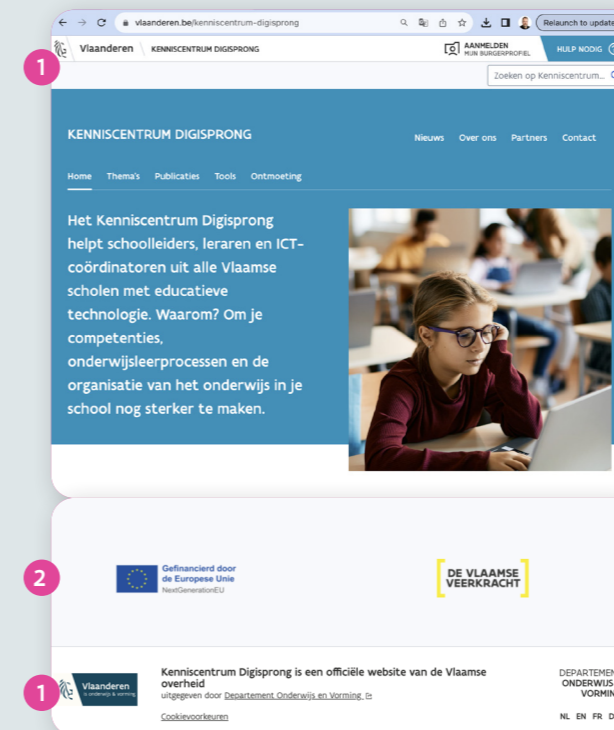 vlaanderen.be/kenniscentrum-digisprong
Relaunch to update
1
Vlaanderen
KENNISCENTRUM DIGISPRONG
AANMELDEN
MIJN BURGERPROFIEL
HULP NODIG
Zoeken op Kenniscentrum...
KENNISCENTRUM DIGISPRONG
Nieuws Over ons Partners Contact
Home Thema's Publicaties Tools Ontmoeting
Het Kenniscentrum Digisprong
helpt schoolleiders, leraren en ICT-
coördinatoren uit alle Vlaamse
scholen met educatieve
technologie. Waarom? Om je
competenties,
onderwijsleerprocessen en de
organisatie van het onderwijs in je
school nog sterker te maken.
2
Gefinancierd door
de Europese Unie
NextGenerationEU
DE VLAAMSE
VEERKRACHT
1
Vlaanderen
is onderwijs & vorming
Kenniscentrum Digisprong is een officiële website van de Vlaamse
overheid
uitgegeven door Departement Onderwijs en Vorming
Cookievoorkeuren
DEPARTEMEN
ONDERWIJS
VORMIN
NL EN FR D